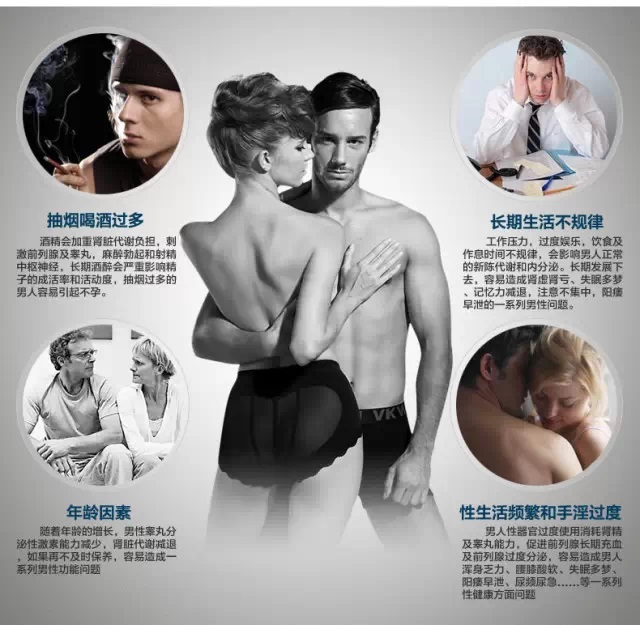 抽烟喝酒过多
酒精会加重肾脏代谢负担，刺
激前列腺及睾丸，麻醉勃起和射精
中枢神经，长期酒醉会严重影响精
子的成活率和活动度，抽烟过多的
男人容易引起不孕。
长期生活不规律
工作压力，过度娱乐，饮食及
作息时间不规律，会影响男人正常
的新陈代谢和内分泌。长期发展下
去，容易造成肾虚肾亏、失眠多梦
、记忆力减退，注意不集中，阳痿
早泄的一系列男性问题。
VKV
年龄因素
随着年龄的增长，男性睾丸分
泌性激素能力减少，肾脏代谢减退
，如果再不及时保养，容易造成一
系列男性功能问题
性生活频繁和手淫过度
男人性器官过度使用消耗肾精
及睾丸能力，促进前列腺长期充血
及前列腺过度分泌，容易造成男人
浑身乏力、腰膝酸软、失眠多梦、
阳痿早泄、尿频尿急......等一系列
性健康方面问题